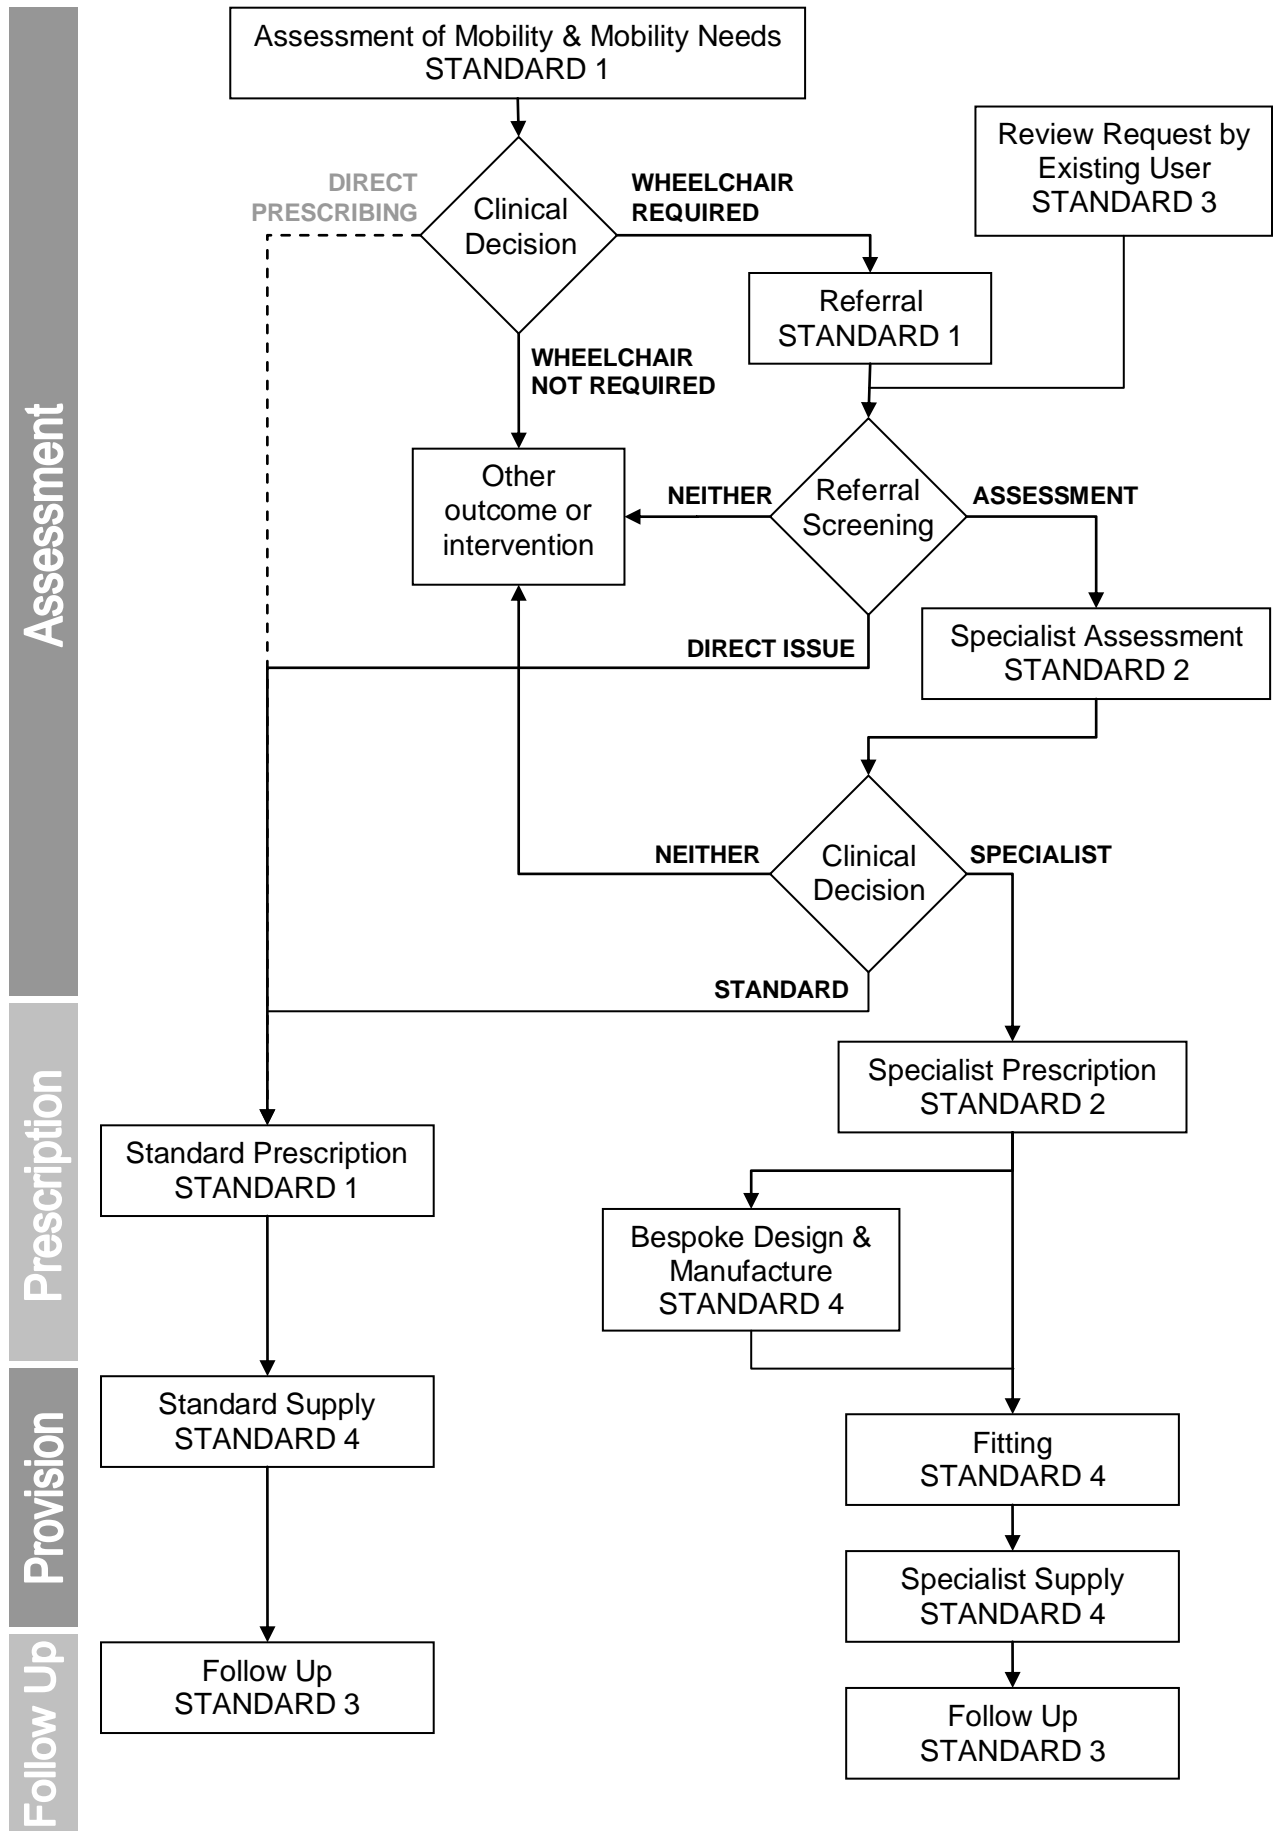 Assessment of Mobility & Mobility Needs
STANDARD 1
Review Request by
Existing User
STANDARD 3
DIRECT
PRESCRIBING
Clinical
Decision
WHEELCHAIR
REQUIRED
Referral
STANDARD 1
WHEELCHAIR
NOT REQUIRED
Other
outcome or
intervention
NEITHER
Referral
Screening
ASSESSMENT
DIRECT ISSUE
Specialist Assessment
STANDARD 2
NEITHER
Clinical
Decision
SPECIALIST
STANDARD
Assessment
Specialist Prescription
STANDARD 2
Standard Prescription
STANDARD 1
Bespoke Design &
Manufacture
STANDARD 4
Prescription
Standard Supply
STANDARD 4
Fitting
STANDARD 4
Specialist Supply
STANDARD 4
Provision
Follow Up
STANDARD 3
Follow Up
STANDARD 3
Follow Up